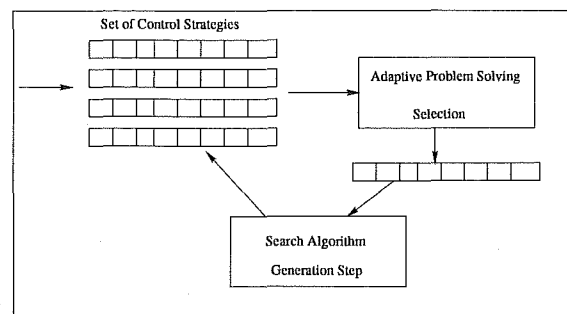 Set of Control Strategies
Adaptive Problem Solving
Selection
Search Algorithm
Generation Step